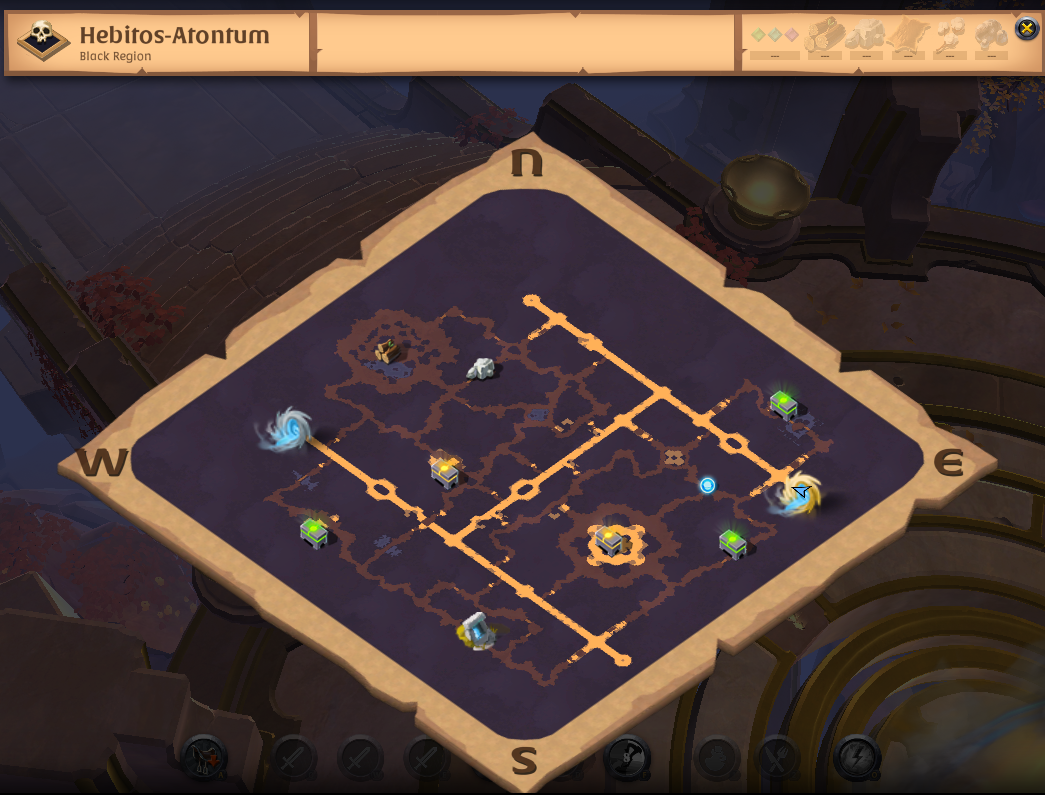 Hebitos-Atontum
Black Region
--- --- --- --- --- ---
N
W
E
S